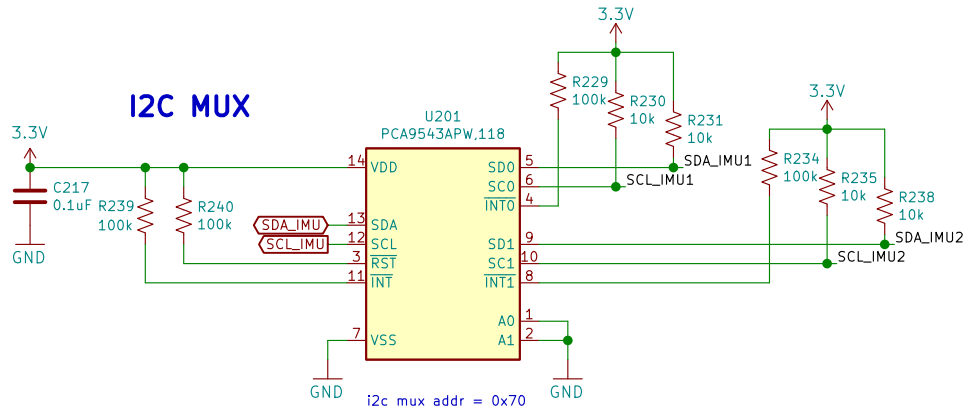 3.3V
I2C MUX
3.3V
C217
0.1uF
GND
R239
100k
R240
100k
U201
PCA9543APW,118
14 VDD
13 SDA
SDA_IMU
12 SCL
SCL_IMU
3 RST
11 INT
7 VSS
GND
SD0 5
SC0 6
INT0 4
SD1 9
SC1 10
INT1 8
A0 1
A1 2
GND
i2c mux addr = 0x70
R229
100k
R230
10k
R231
10k
SDA_IMU1
SCL_IMU1
3.3V
R234
100k
R235
10k
R238
10k
SDA_IMU2
SCL_IMU2